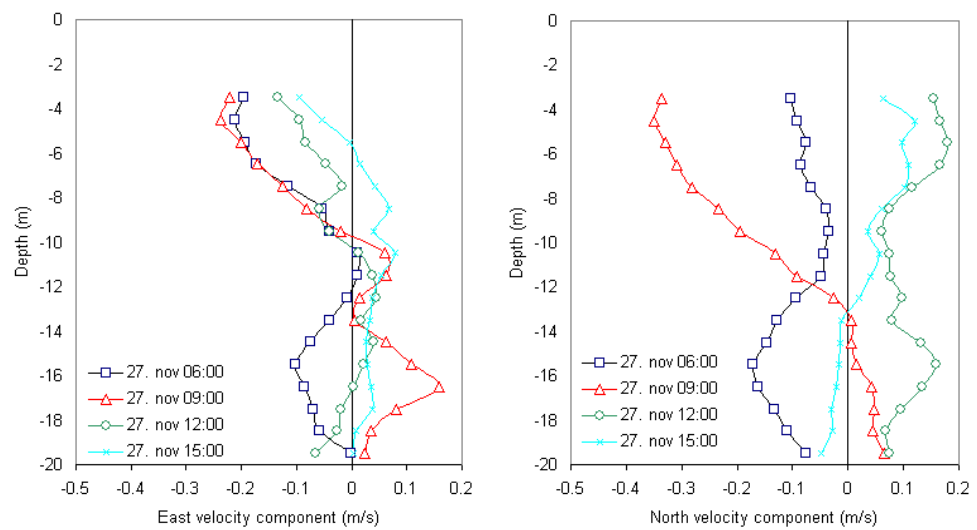 0
-2
-4
-6
-8
-10
-12
-14
-16
-18
-20
Depth (m)
27. nov 06:00
27. nov 09:00
27. nov 12:00
27. nov 15:00
-0.5 -0.4 -0.3 -0.2 -0.1 0 0.1 0.2
East velocity component (m/s)
0
-2
-4
-6
-8
-10
-12
-14
-16
-18
-20
Depth (m)
27. nov 06:00
27. nov 09:00
27. nov 12:00
27. nov 15:00
-0.5 -0.4 -0.3 -0.2 -0.1 0 0.1 0.2
North velocity component (m/s)